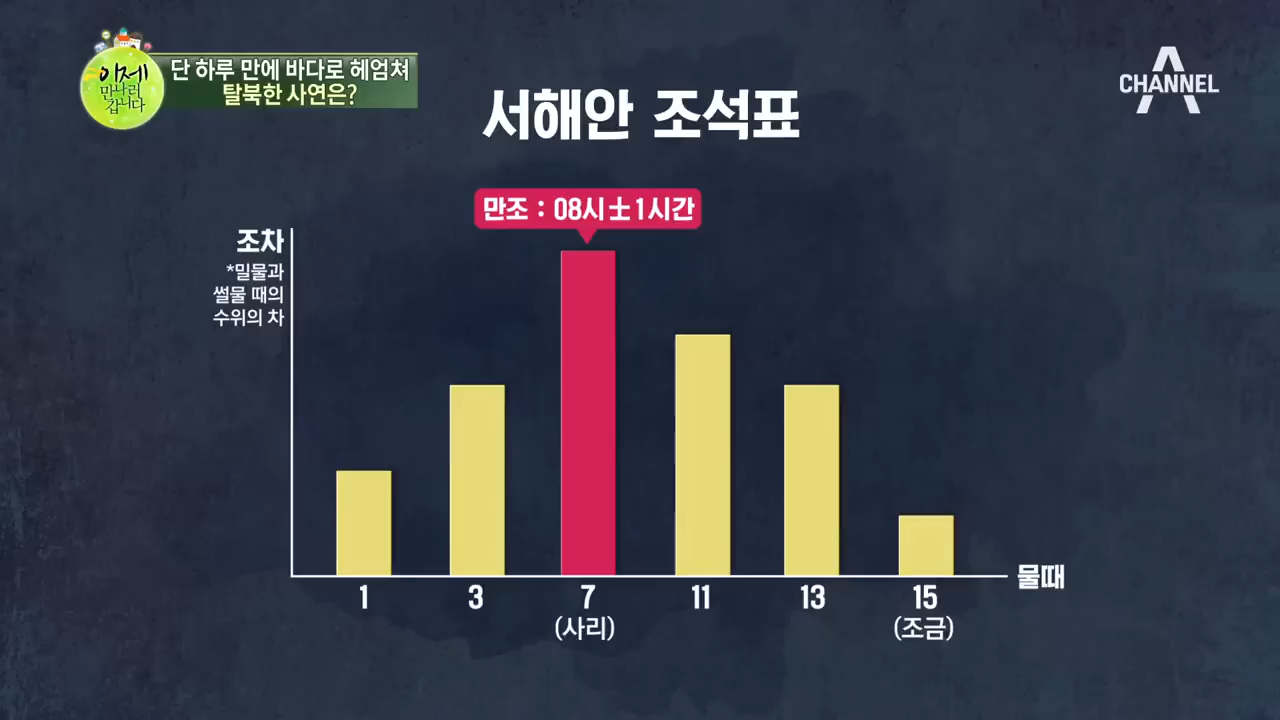 이제
만나러
갑니다
단 하루 만에 바다로 헤엄쳐
탈북한 사연은?
CHANNEL A
서해안 조석표
만조 : 08시±1시간
조차
*밀물과
썰물 때의
수위의 차
1 3 7 11 13 15
(사리) (조금)
물때